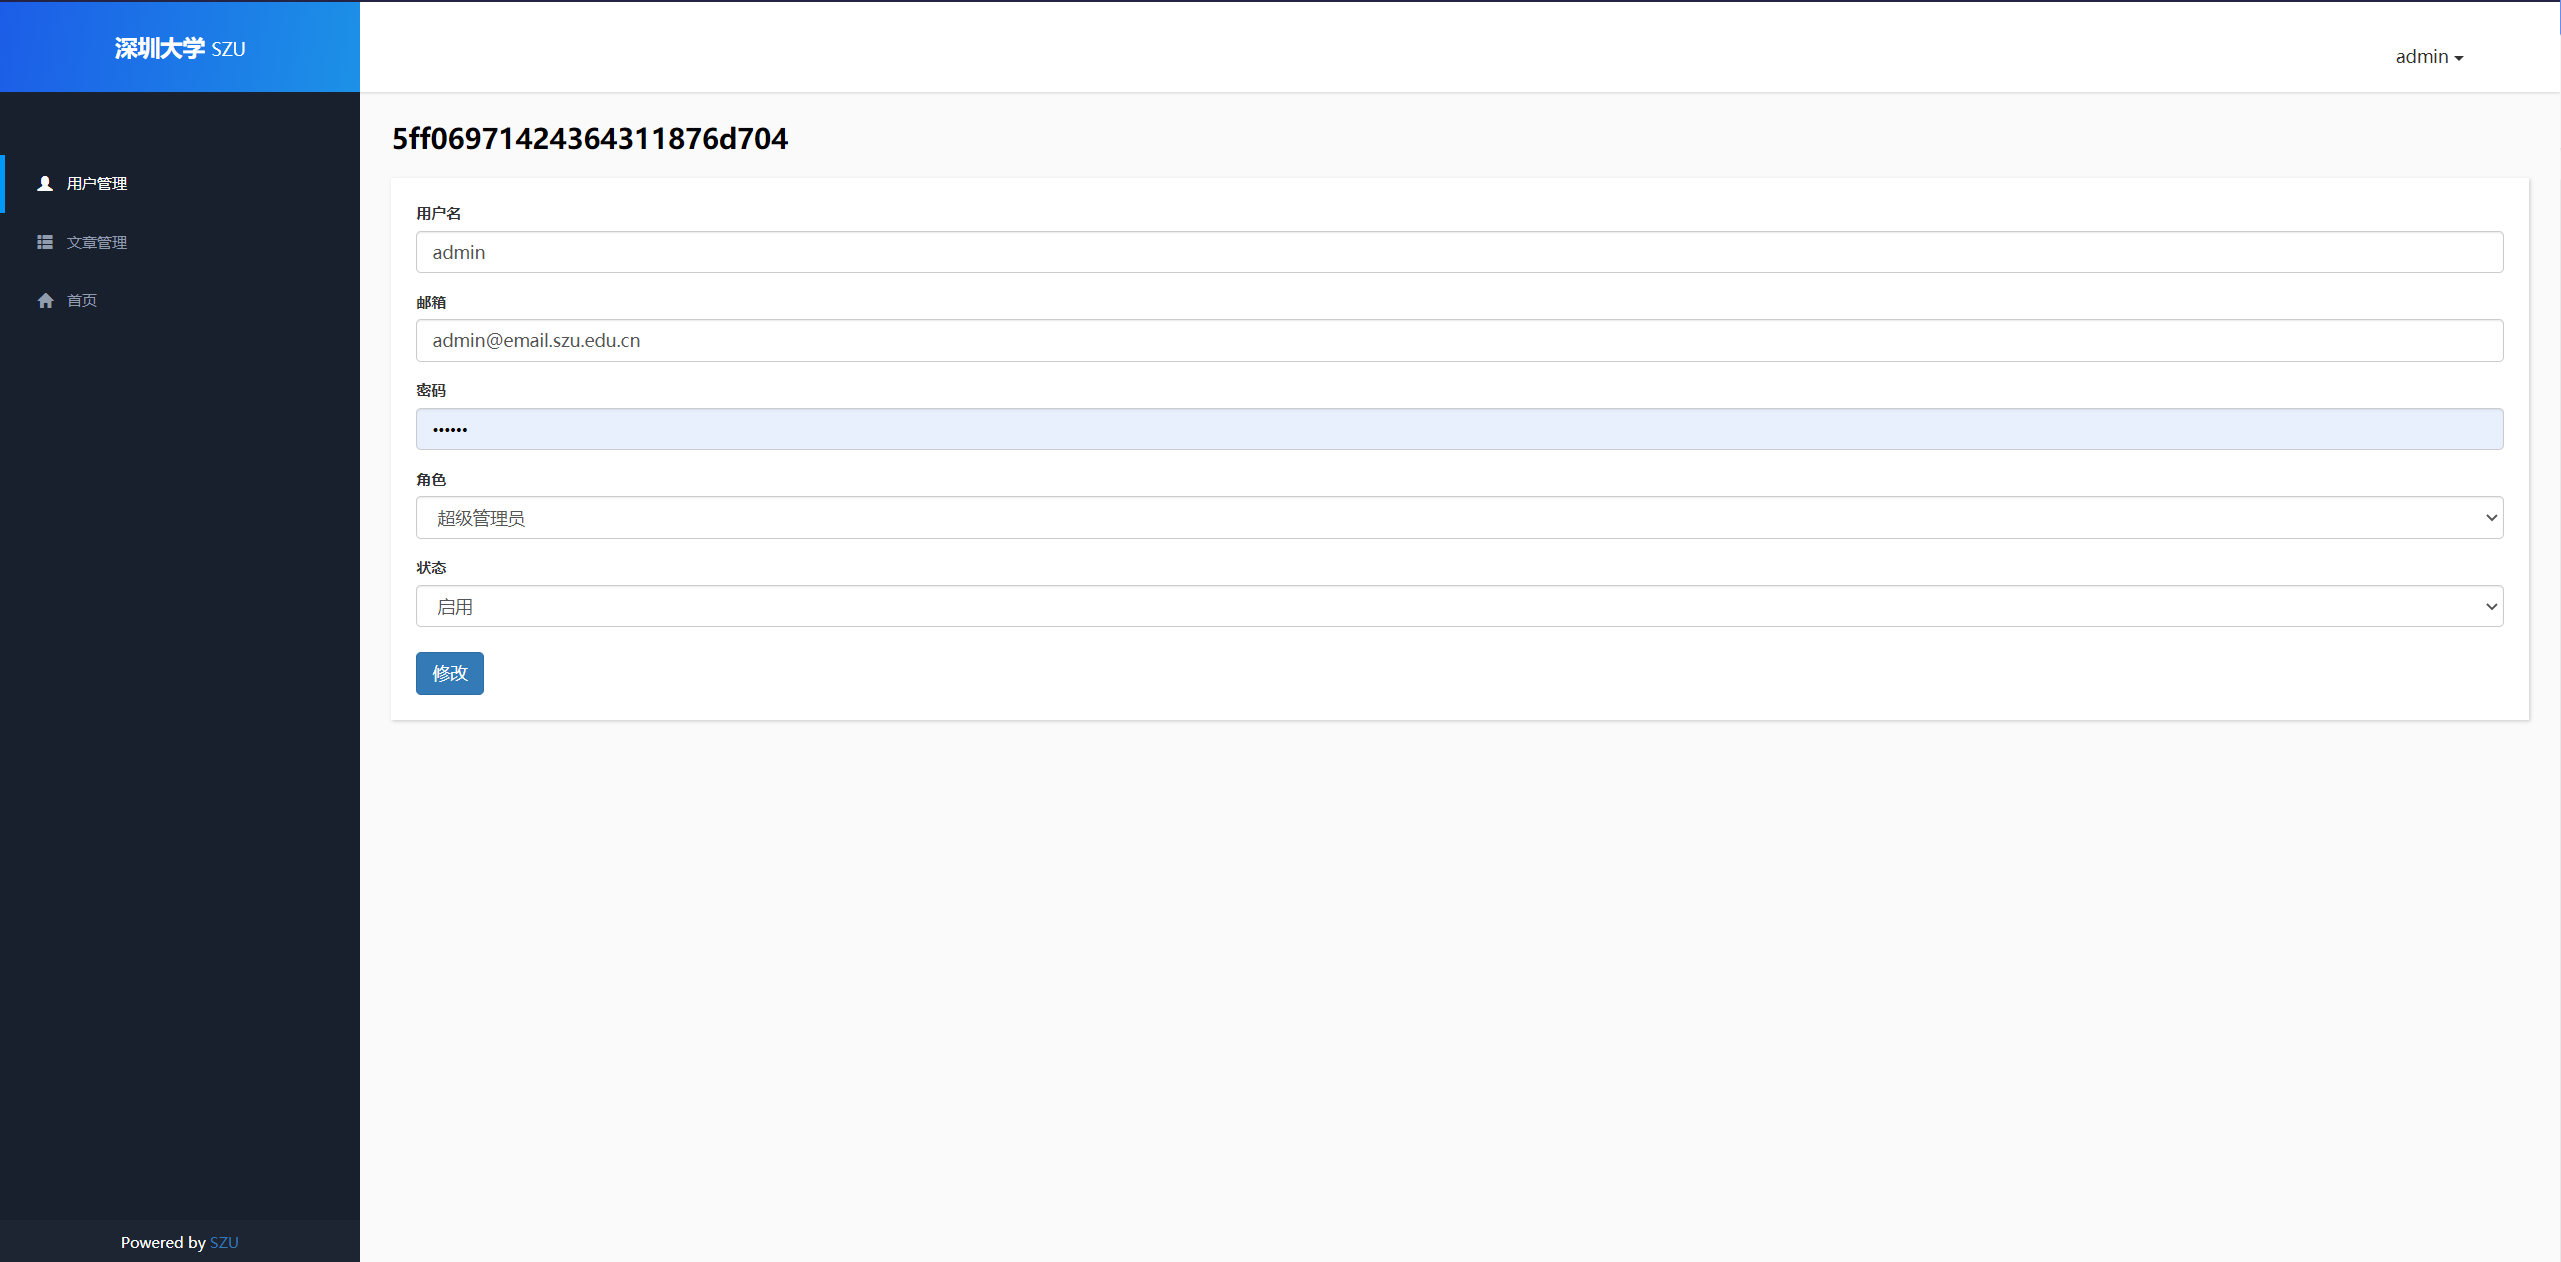 深圳大学 SZU
admin
用户管理
文章管理
首页
5ff06971424364311876d704
用户名
admin
邮箱
admin@email.szu.edu.cn
密码
••••••
角色
超级管理员
状态
启用
修改
Powered by SZU